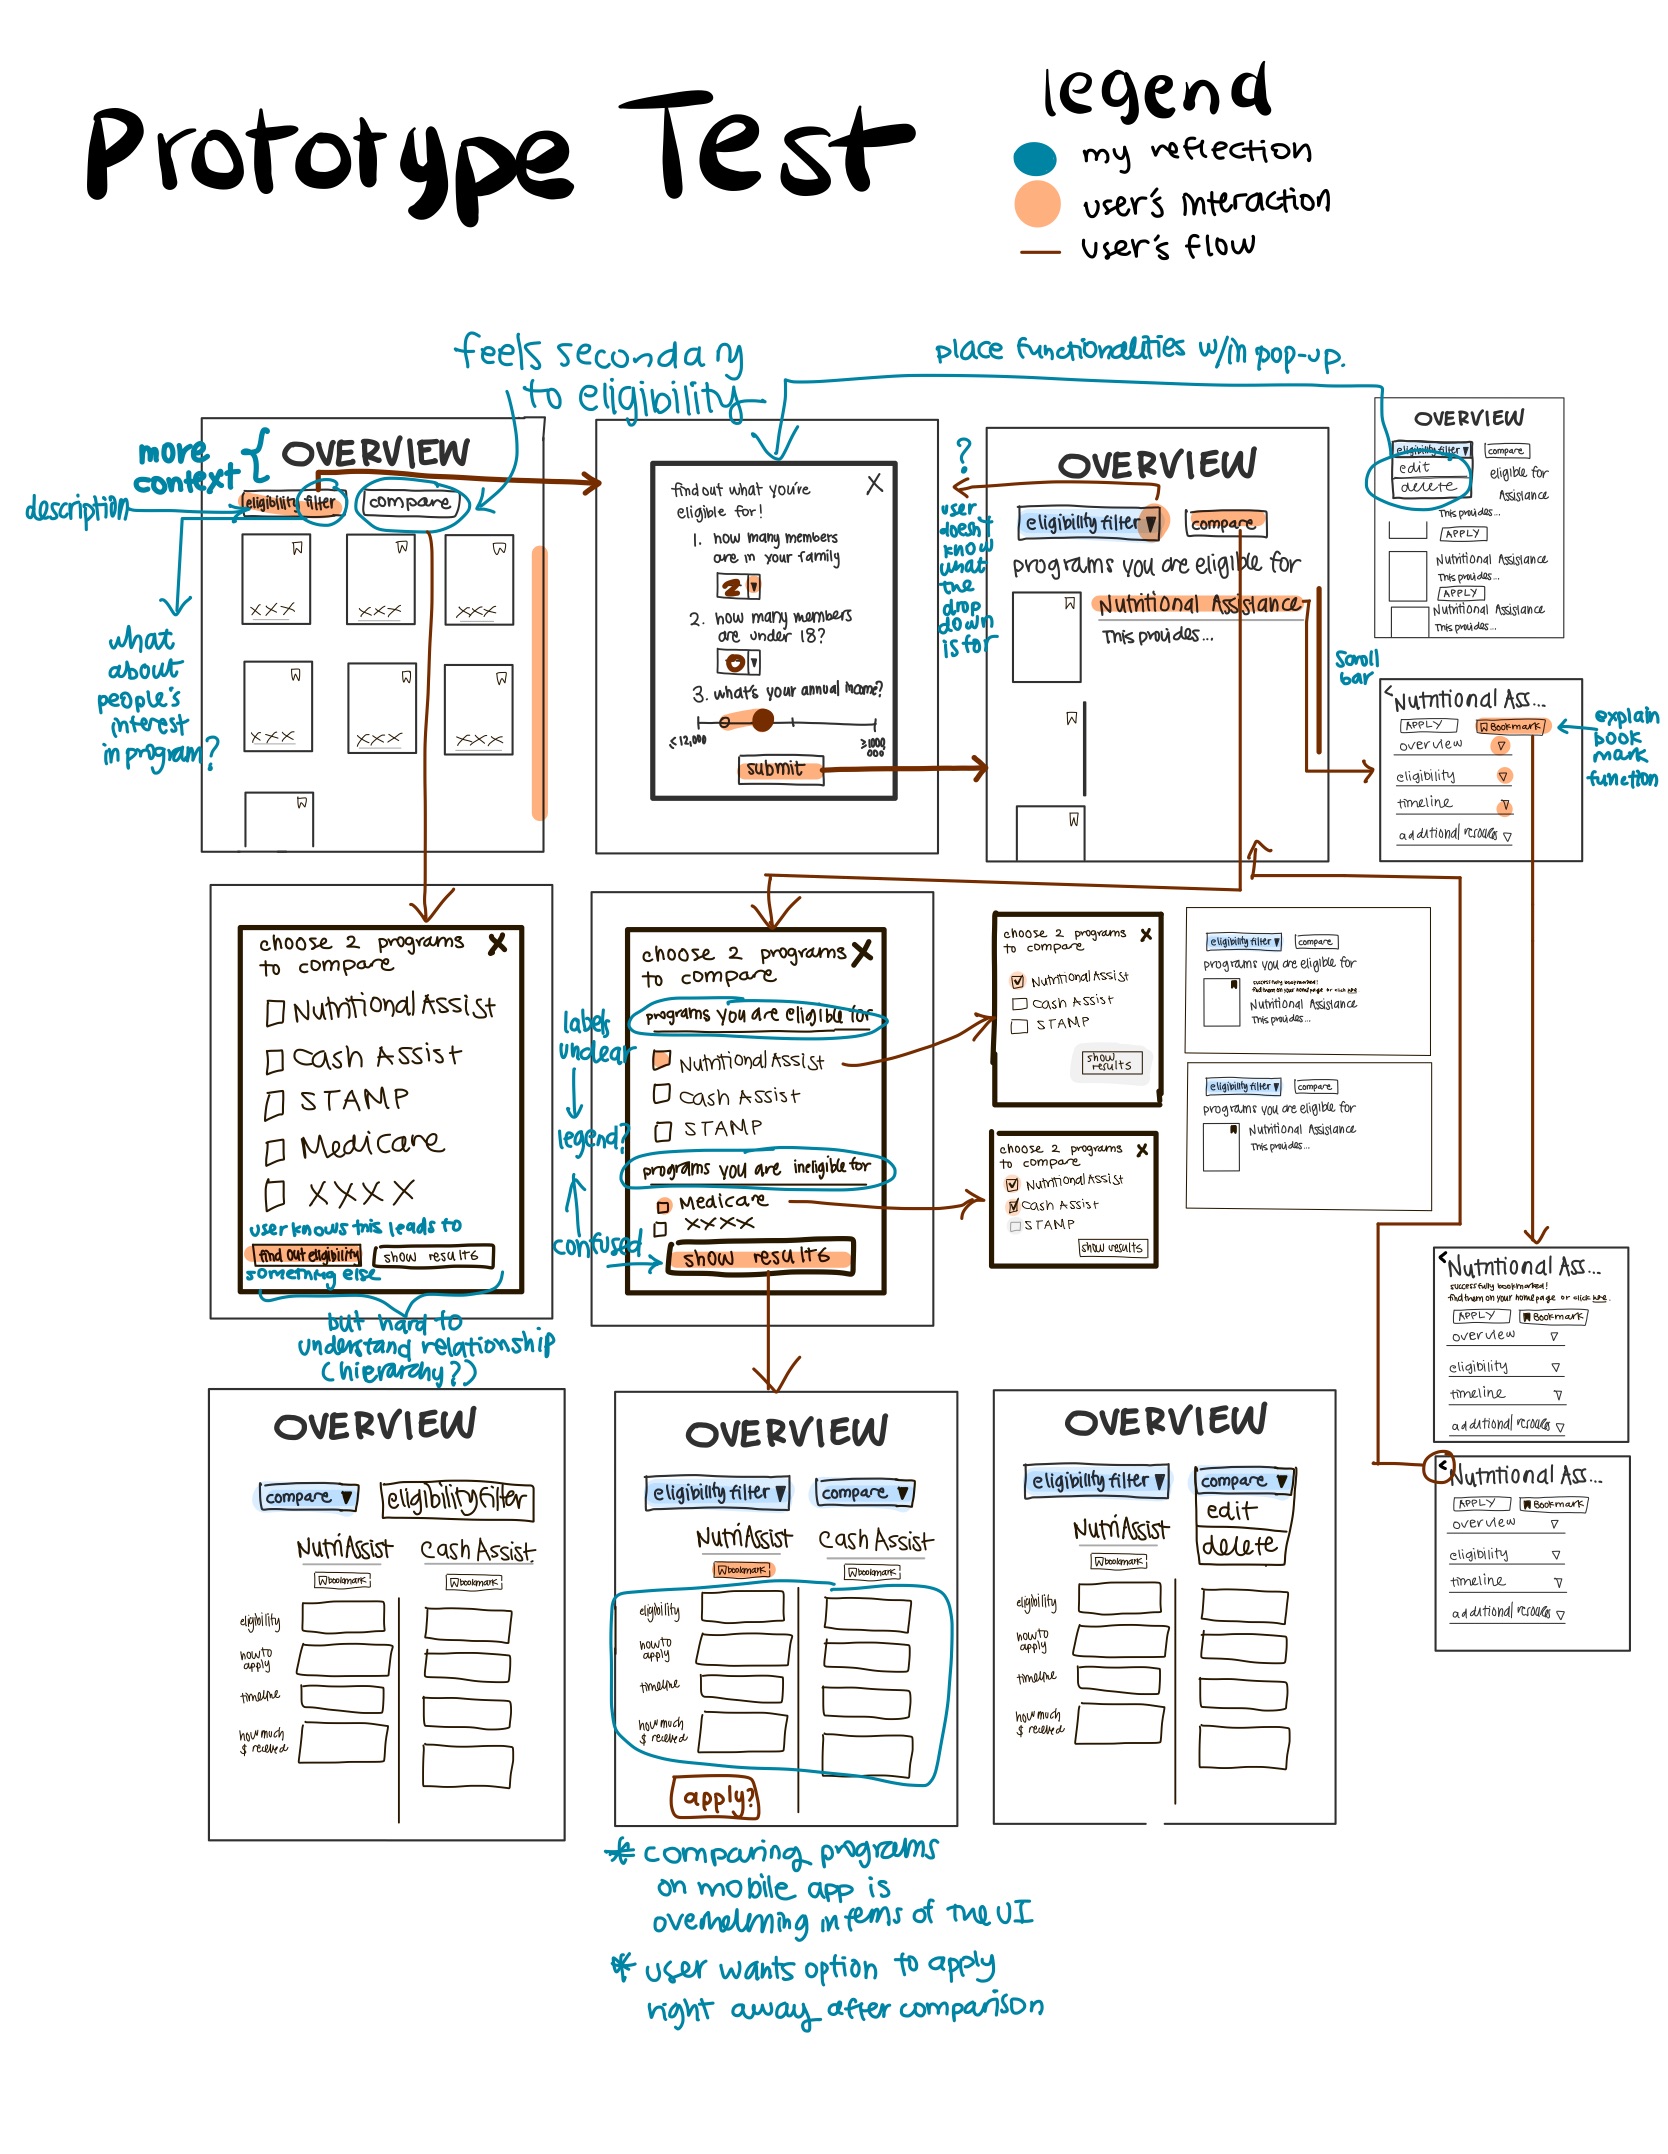 Prototype Test
legend
my reflection
user's interaction
user's flow
feels secondary
to eligibility
place functionalities w/in pop-up.
more
context
description
what
about
people's
interest
in program?
OVERVIEW
eligibility filter
compare
XXX
XXX
XXX
XXX
XXX
XXX
find out what you're
eligible for!
X
1. how many members
are in your family
2
2. how many members
are under 18?
0
3. what's your annual income?
≤ 12,000
≥1000
000
submit
?
user
doesn't
know
what
the
drop
down
is for
OVERVIEW
eligibility filter
compare
programs you are eligible for
Nutritional Assistance
This provides...
scroll
bar
OVERVIEW
eligibility filter
compare
edit
delete
eligible for
Assistance
This provides...
APPLY
Nutritional Assistance
This provides...
APPLY
Nutritional Assistance
This provides...
< Nutritional Ass...
APPLY
Bookmark
overview
eligibility
timeline
additional resources
explain
book
mark
function
choose 2 programs
to compare
X
Nutritional Assist
Cash Assist
STAMP
Medicare
XXXX
user knows this leads to
find out eligibility
show results
something else
but hard to
understand relationship
(hierarchy?)
labels
unclear
legend?
confused
choose 2 programs
to compare
X
programs you are eligible for
Nutritional Assist
Cash Assist
STAMP
programs you are ineligible for
Medicare
XXXX
show results
choose 2 programs
to compare
X
Nutritional Assist
Cash Assist
STAMP
show
results
choose 2 programs
to compare
X
Nutritional Assist
Cash Assist
STAMP
show results
eligibility filter
compare
programs you are eligible for
successfully bookmarked!
find them on your homepage or click here
Nutritional Assistance
This provides...
eligibility filter
compare
programs you are eligible for
Nutritional Assistance
This provides...
< Nutritional Ass...
successfully bookmarked!
find them on your homepage or click here.
APPLY
Bookmark
overview
eligibility
timeline
additional resources
< Nutritional Ass...
APPLY
Bookmark
overview
eligibility
timeline
additional resources
OVERVIEW
compare
eligibility filter
Nutri Assist
Cash Assist
bookmark
bookmark
eligibility
how to
apply
timeline
how much
$ received
OVERVIEW
eligibility filter
compare
Nutri Assist
Cash Assist
bookmark
bookmark
eligibility
how to
apply
timeline
how much
$ received
apply?
OVERVIEW
eligibility filter
compare
edit
delete
Nutri Assist
bookmark
eligibility
how to
apply
timeline
how much
$ received
* comparing programs
on mobile app is
overwhelming in terms of the UI
* user wants option to apply
right away after comparison